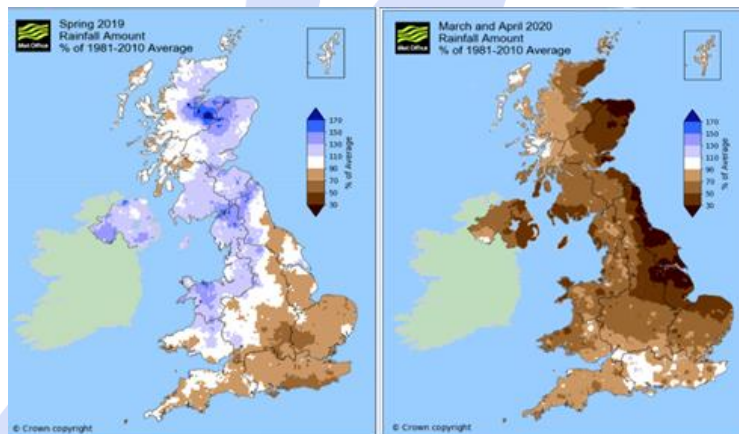 Spring 2019
Rainfall Amount
% of 1981-2010 Average
Met Office
170
150
130
110
90
70
50
30
% of Average
© Crown copyright
March and April 2020
Rainfall Amount
% of 1981-2010 Average
Met Office
170
150
130
110
90
70
50
30
% of Average
© Crown copyright